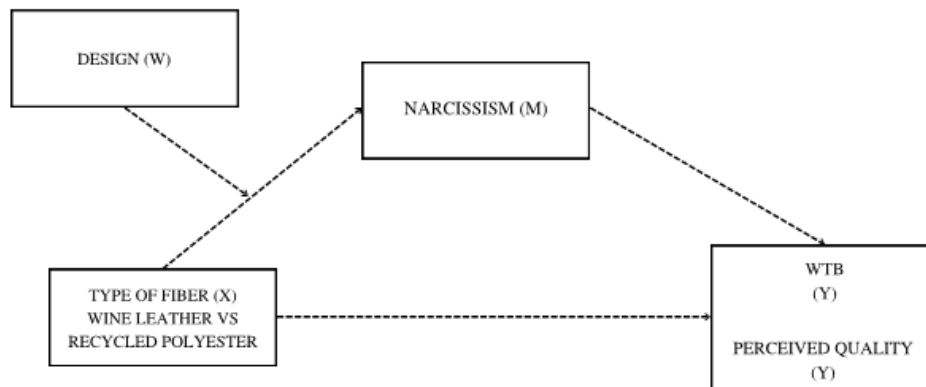 DESIGN (W)
NARCISSISM (M)
TYPE OF FIBER (X)
WINE LEATHER VS
RECYCLED POLYESTER
WTB
(Y)
PERCEIVED QUALITY
(Y)